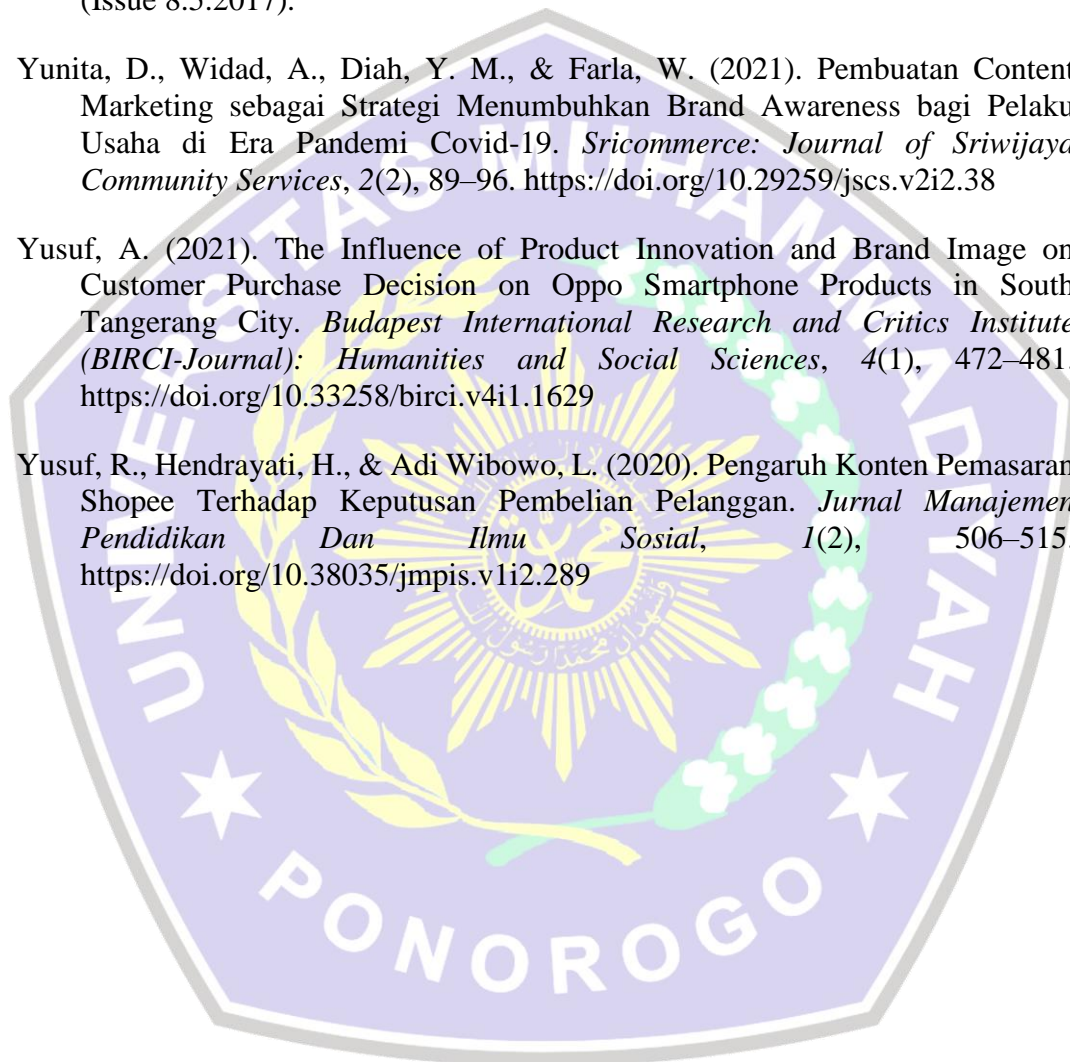 (Issue 8.5.2017).
Yunita, D., Widad, A., Diah, Y. M., & Farla, W. (2021). Pembuatan Content
Marketing sebagai Strategi Menumbuhkan Brand Awareness bagi Pelaku
Usaha di Era Pandemi Covid-19. Sricommerce: Journal of Sriwijaya
Community Services, 2(2), 89–96. https://doi.org/10.29259/jscs.v2i2.38
Yusuf, A. (2021). The Influence of Product Innovation and Brand Image on
Customer Purchase Decision on Oppo Smartphone Products in South
Tangerang City. Budapest International Research and Critics Institute
(BIRCI-Journal): Humanities and Social Sciences, 4(1), 472–481.
https://doi.org/10.33258/birci.v4i1.1629
Yusuf, R., Hendrayati, H., & Adi Wibowo, L. (2020). Pengaruh Konten Pemasaran
Shopee Terhadap Keputusan Pembelian Pelanggan. Jurnal Manajemen
Pendidikan Dan Ilmu Sosial, 1(2), 506–515.
https://doi.org/10.38035/jmpis.v1i2.289
UNIVERSITAS MUHAMMADIYAH
PONOROGO